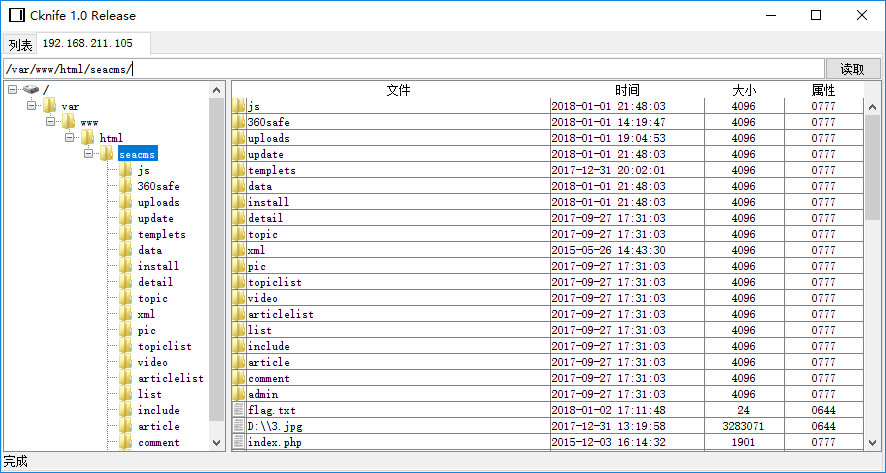 Cknife 1.0 Release
列表 192.168.211.105
/var/www/html/seacms/ 读取
/
var
www
html
seacms
js
360safe
uploads
update
templets
data
install
detail
topic
xml
pic
topiclist
video
articlelist
list
include
article
comment
文件 时间 大小 属性
js 2018-01-01 21:48:03 4096 0777
360safe 2018-01-01 14:19:47 4096 0777
uploads 2018-01-01 19:04:53 4096 0777
update 2018-01-01 21:48:03 4096 0777
templets 2017-12-31 20:02:01 4096 0777
data 2018-01-01 21:48:03 4096 0777
install 2018-01-01 21:48:03 4096 0777
detail 2017-09-27 17:31:03 4096 0777
topic 2017-09-27 17:31:03 4096 0777
xml 2015-05-26 14:43:30 4096 0777
pic 2017-09-27 17:31:03 4096 0777
topiclist 2017-09-27 17:31:03 4096 0777
video 2017-09-27 17:31:03 4096 0777
articlelist 2017-09-27 17:31:03 4096 0777
list 2017-09-27 17:31:03 4096 0777
include 2017-09-27 17:31:03 4096 0777
article 2017-09-27 17:31:03 4096 0777
comment 2017-09-27 17:31:03 4096 0777
admin 2017-09-27 17:31:03 4096 0777
flag.txt 2018-01-02 17:11:48 24 0644
D:\\3.jpg 2017-12-31 13:19:58 3283071 0644
index.php 2015-12-03 16:14:32 1901 0777
完成